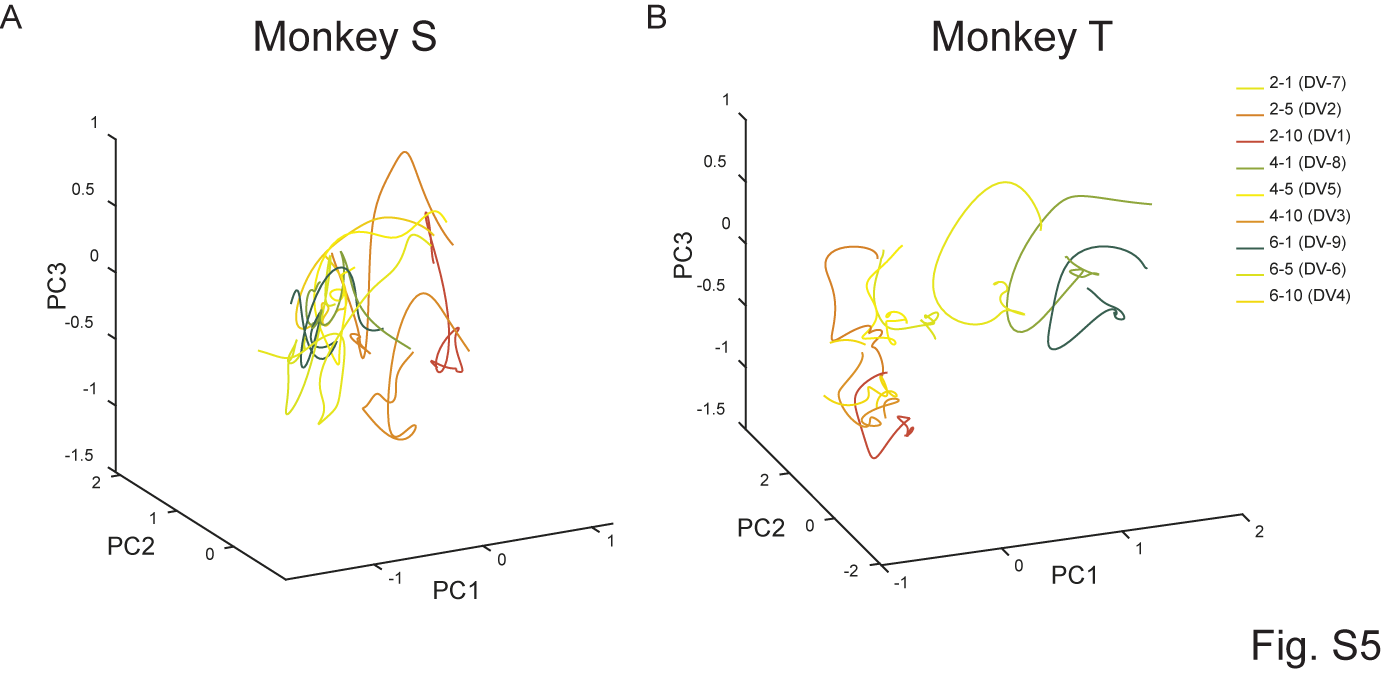 A
Monkey S
1
0.5
0
-0.5
-1
-1.5
PC3
2
1
0
PC2
-1
0
1
PC1
B
Monkey T
1
0.5
0
-0.5
-1
-1.5
PC3
2
0
-2
PC2
-1
0
1
2
PC1
2-1 (DV-7)
2-5 (DV2)
2-10 (DV1)
4-1 (DV-8)
4-5 (DV5)
4-10 (DV3)
6-1 (DV-9)
6-5 (DV-6)
6-10 (DV4)
Fig. S5